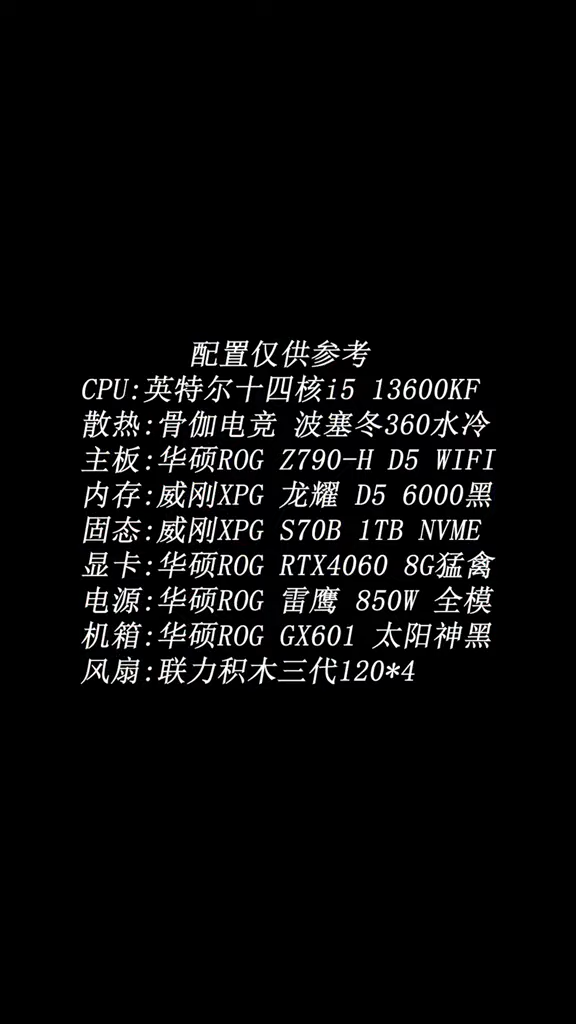 配置仅供参考
CPU:英特尔十四核i5 13600KF
散热:骨伽电竞 波塞冬360水冷
主板:华硕ROG Z790-H D5 WIFI
内存:威刚XPG 龙耀 D5 6000黑
固态:威刚XPG S70B 1TB NVME
显卡:华硕ROG RTX4060 8G猛禽
电源:华硕ROG 雷鹰 850W 全模
机箱:华硕ROG GX601 太阳神黑
风扇:联力积木三代120*4